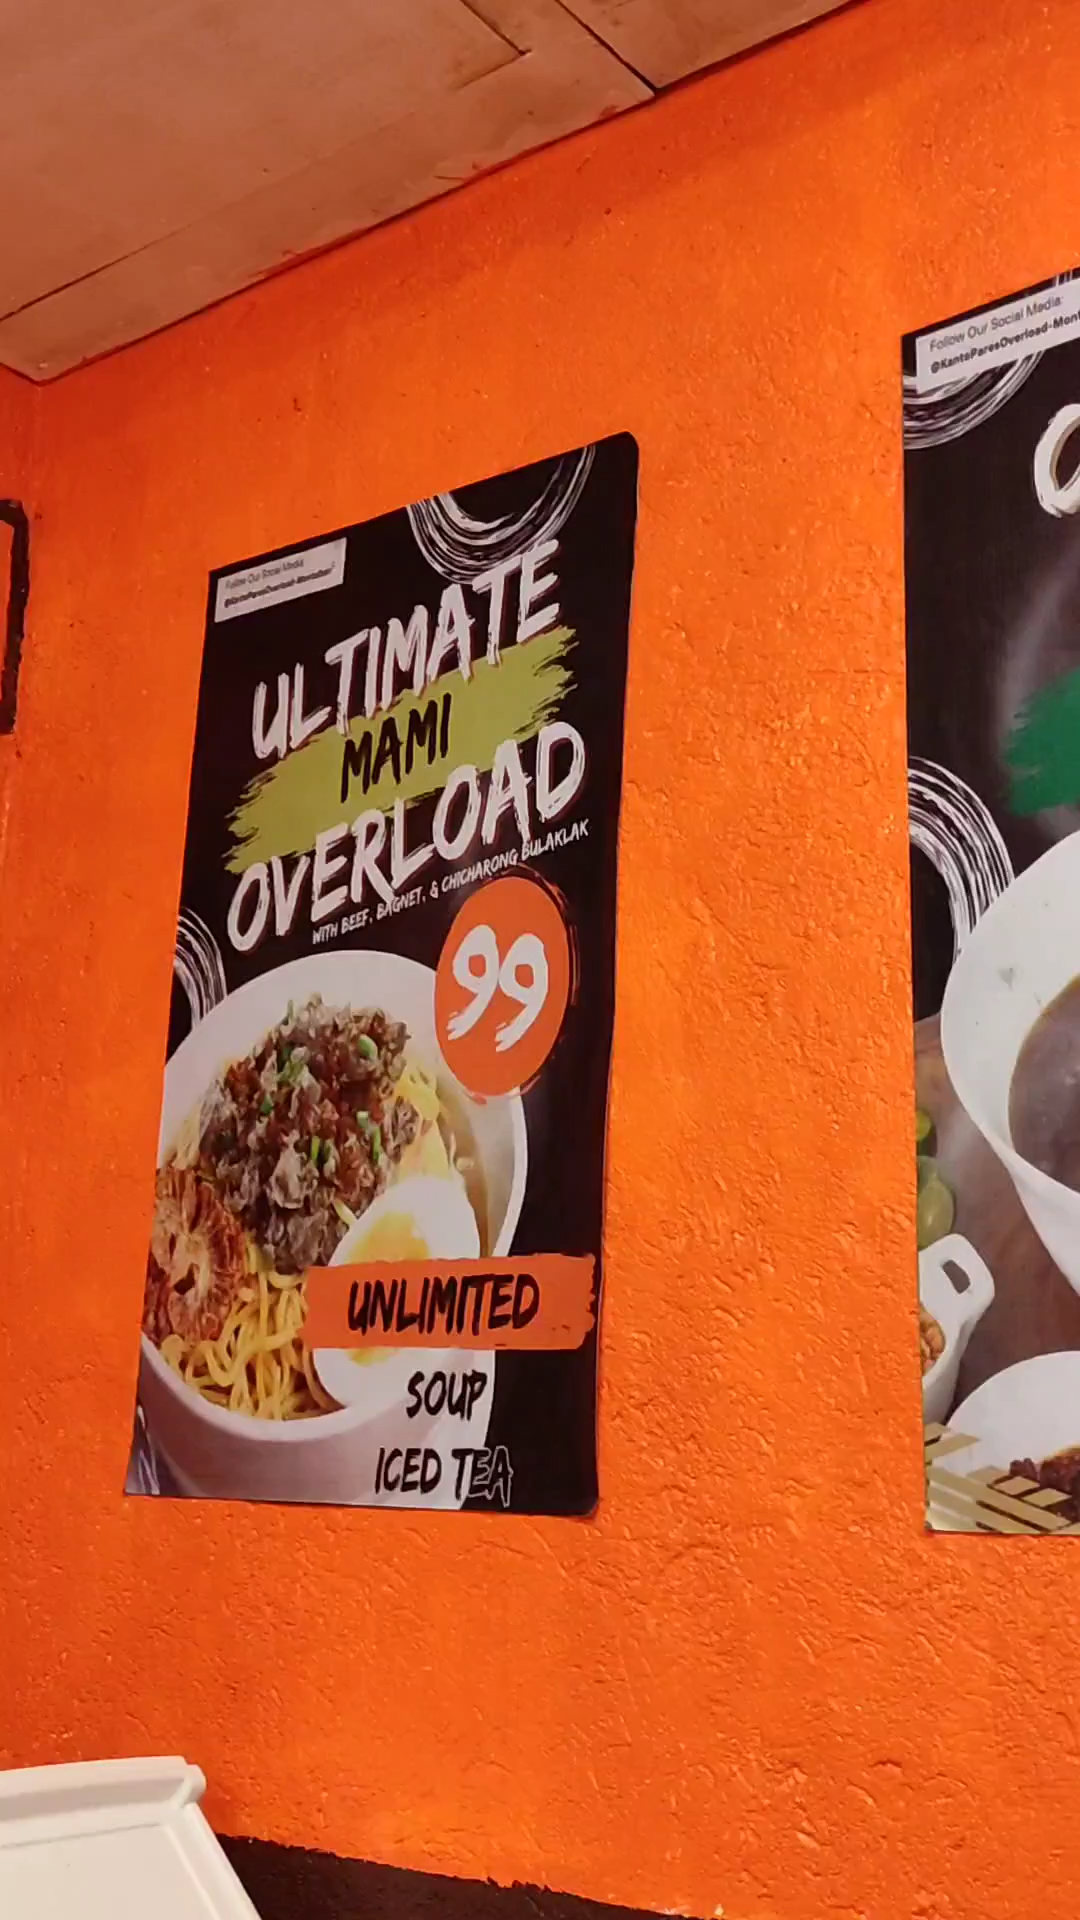 Follow Our Social Media
ULTIMATE
MAMI
OVERLOAD
WITH BEEF, BAGNET, & CHICHARONG BULAKLAK
99
UNLIMITED
SOUP
ICED TEA
Follow Our Social Media: